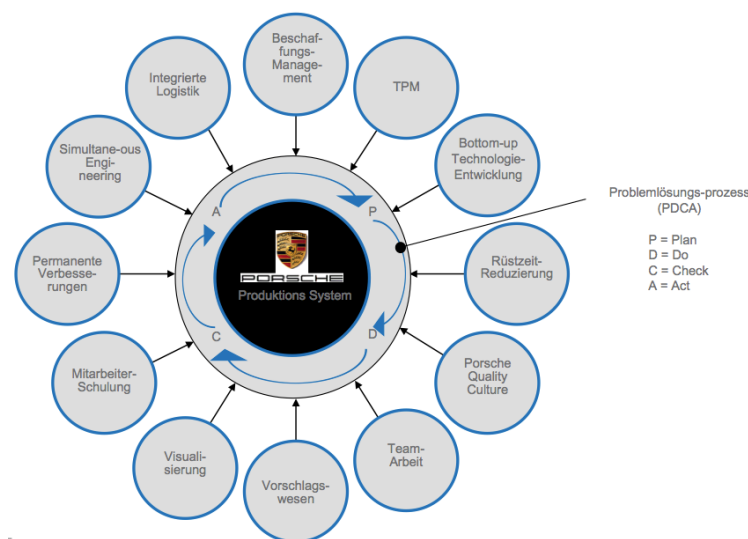 Beschaf-
fungs-
Manage-
ment
TPM
Bottom-up
Technologie-
Entwicklung
Rüstzeit-
Reduzierung
Porsche
Quality
Culture
Team-
Arbeit
Vorschlags-
wesen
Visuali-
sierung
Mitarbeiter-
Schulung
Permanente
Verbesse-
rungen
Simultane-ous
Engi-
neering
Integrierte
Logistik
A
P
D
C
PORSCHE
Produktions System
Problemlösungs-prozess
(PDCA)
P = Plan
D = Do
C = Check
A = Act